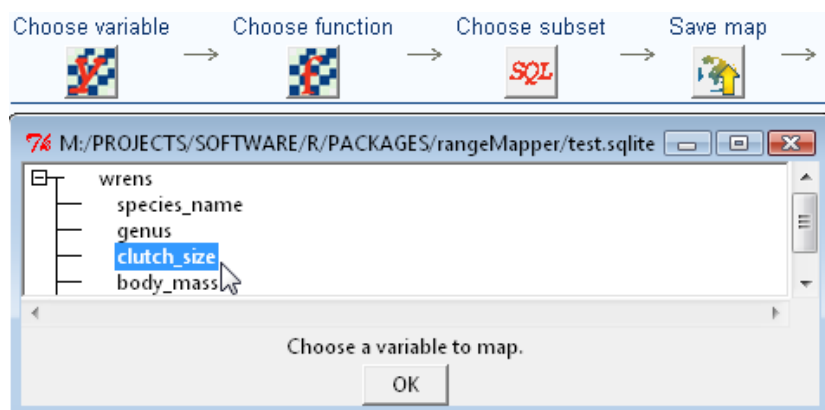 Choose variable → Choose function → Choose subset → Save map →
y f SQL
76 M:/PROJECTS/SOFTWARE/R/PACKAGES/rangeMapper/test.sqlite
wrens
species_name
genus
clutch_size
body_mass
Choose a variable to map.
OK